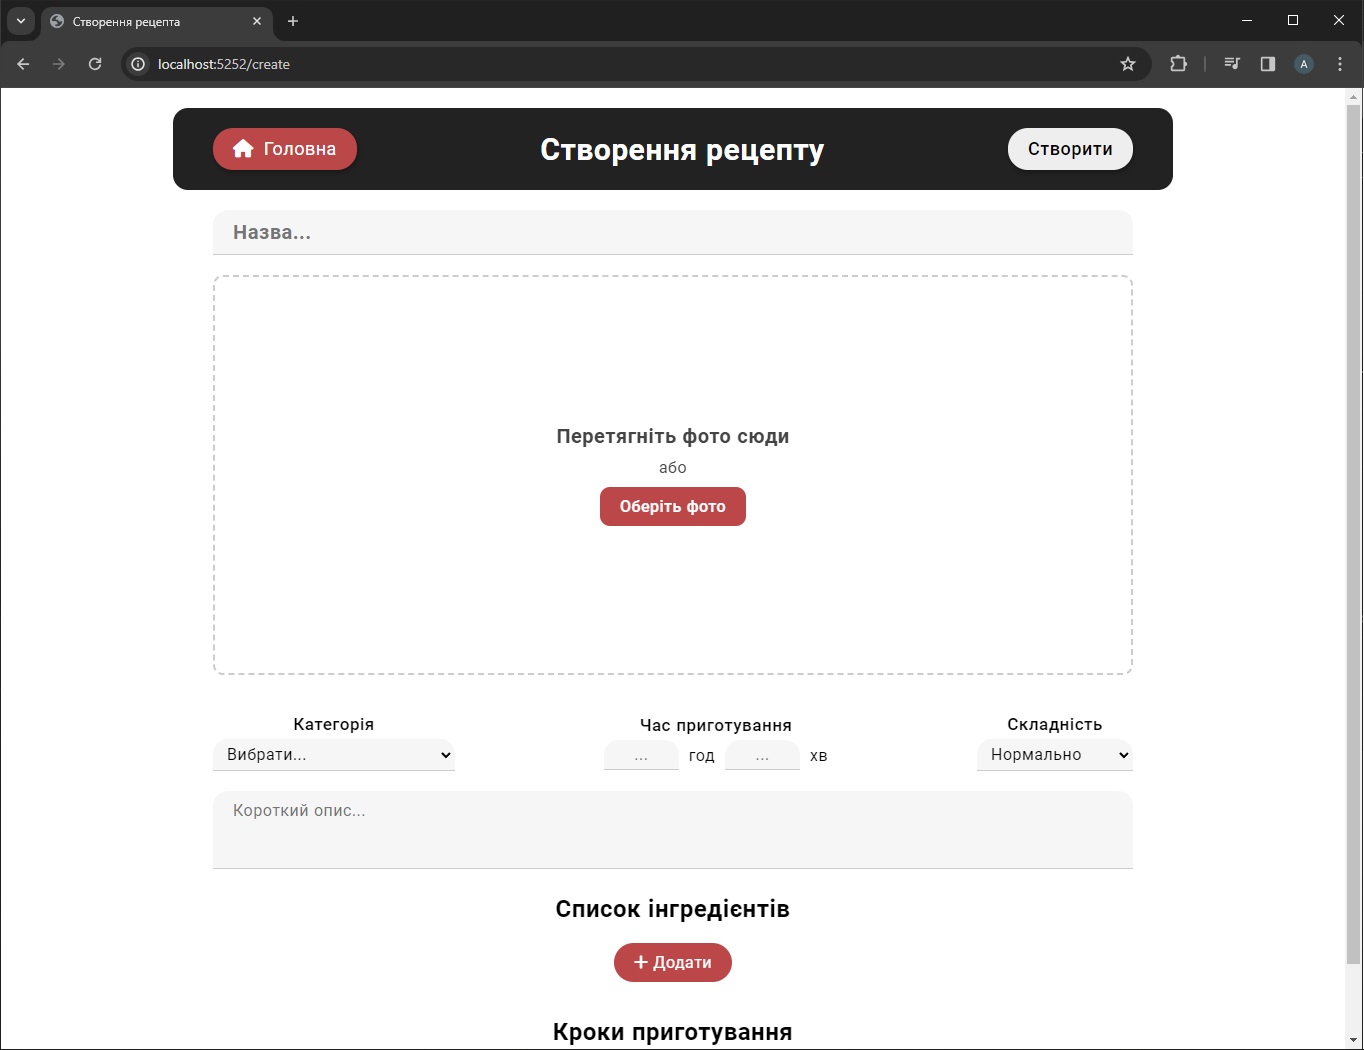 Створення рецепта
localhost:5252/create
A
Головна
Створення рецепту
Створити
Назва...
Перетягніть фото сюди
або
Оберіть фото
Категорія
Час приготування
Складність
Вибрати...
... год ... хв
Нормально
Короткий опис...
Список інгредієнтів
+ Додати
Кроки приготування